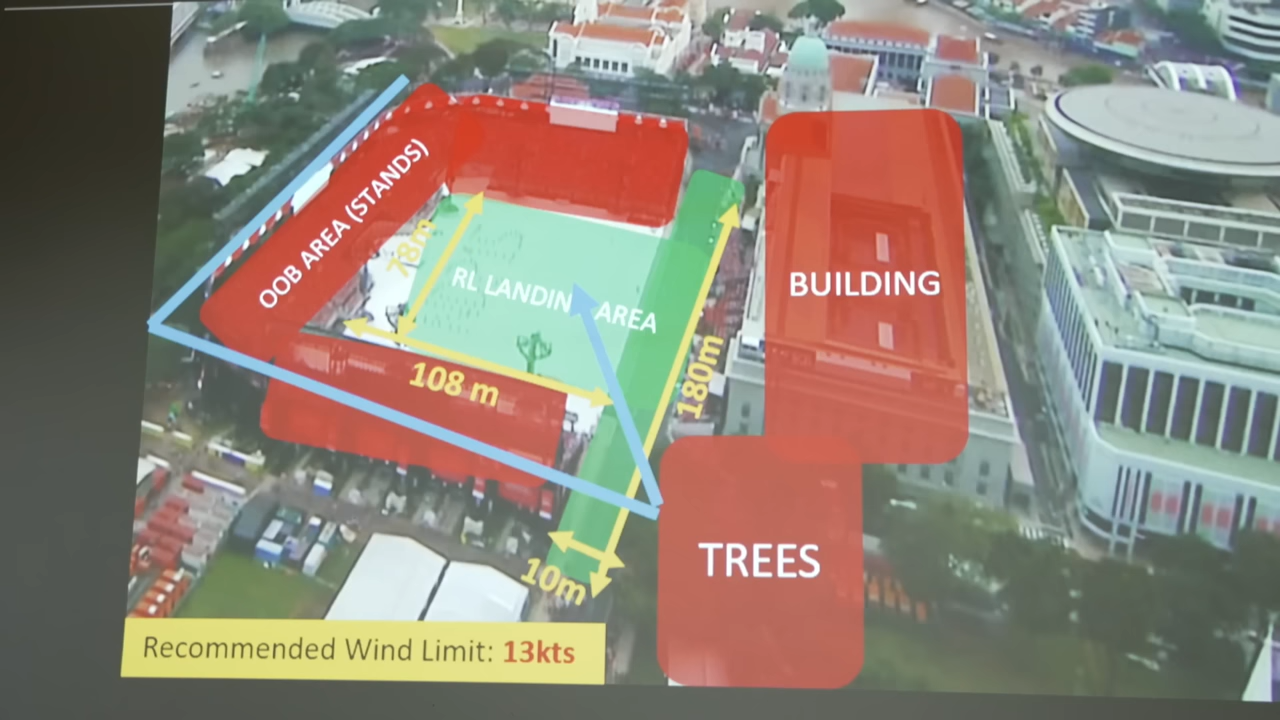 OOB AREA (STANDS)
78m
RL LANDIN AREA
108 m
180m
10m
BUILDING
TREES
Recommended Wind Limit: 13kts